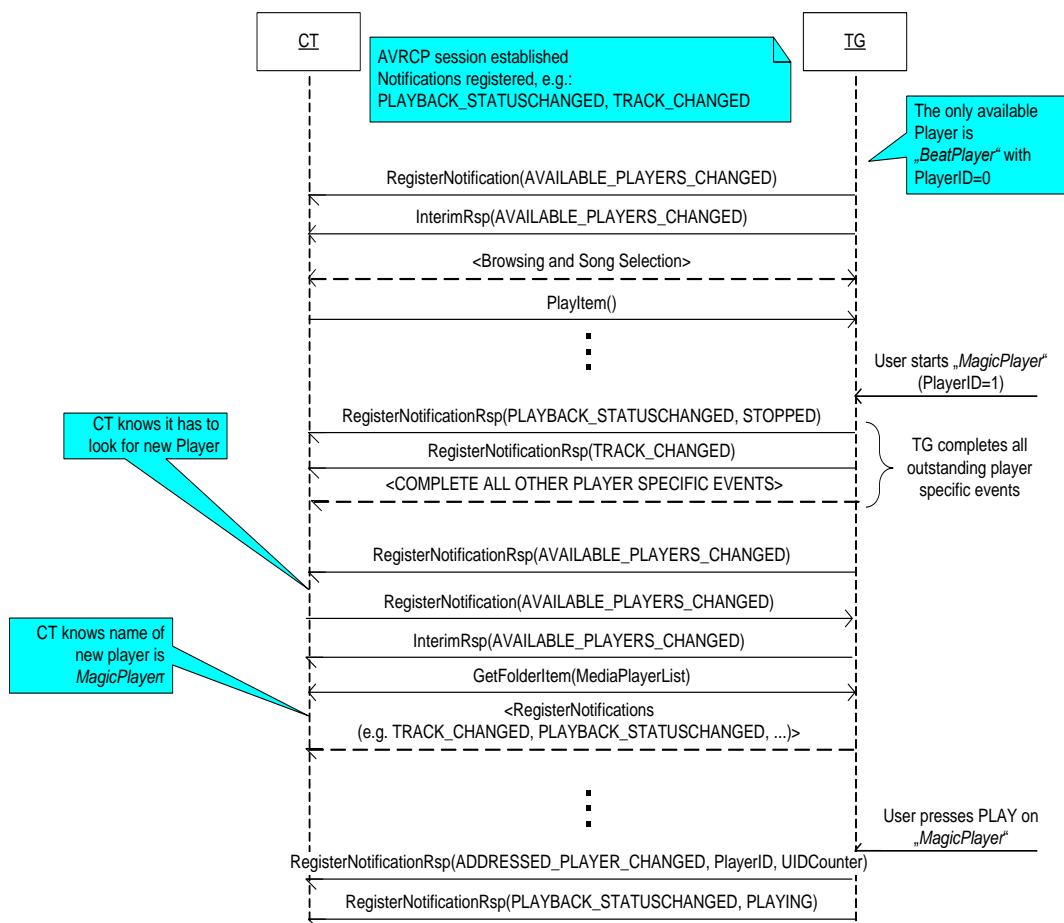 CT
AVRCP session established
Notifications registered, e.g.:
PLAYBACK_STATUSCHANGED, TRACK_CHANGED
TG
The only available
Player is
„BeatPlayer“ with
PlayerID=0
RegisterNotification(AVAILABLE_PLAYERS_CHANGED)
InterimRsp(AVAILABLE_PLAYERS_CHANGED)
<Browsing and Song Selection>
PlayItem()
User starts „MagicPlayer“
(PlayerID=1)
CT knows it has to
look for new Player
RegisterNotificationRsp(PLAYBACK_STATUSCHANGED, STOPPED)
RegisterNotificationRsp(TRACK_CHANGED)
<COMPLETE ALL OTHER PLAYER SPECIFIC EVENTS>
TG completes all
outstanding player
specific events
RegisterNotificationRsp(AVAILABLE_PLAYERS_CHANGED)
RegisterNotification(AVAILABLE_PLAYERS_CHANGED)
CT knows name of
new player is
MagicPlayerr
InterimRsp(AVAILABLE_PLAYERS_CHANGED)
GetFolderItem(MediaPlayerList)
<RegisterNotifications
(e.g. TRACK_CHANGED, PLAYBACK_STATUSCHANGED, ...)>
User presses PLAY on
„MagicPlayer“
RegisterNotificationRsp(ADDRESSED_PLAYER_CHANGED, PlayerID, UIDCounter)
RegisterNotificationRsp(PLAYBACK_STATUSCHANGED, PLAYING)